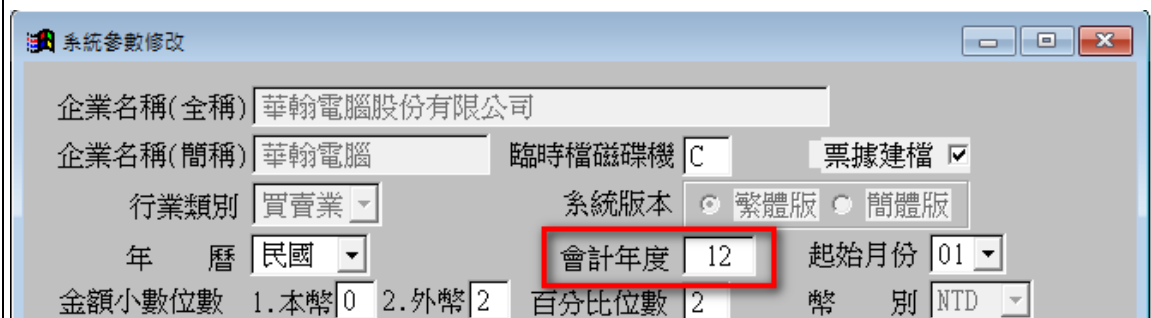 系統參數修改
企業名稱(全稱) 華翰電腦股份有限公司
企業名稱(簡稱) 華翰電腦 臨時檔磁碟機 C 票據建檔
行業類別 買賣業 系統版本 繁體版 簡體版
年 曆 民國 會計年度 12 起始月份 01
金額小數位數 1.本幣 0 2.外幣 2 百分比位數 2 幣 別 NTD